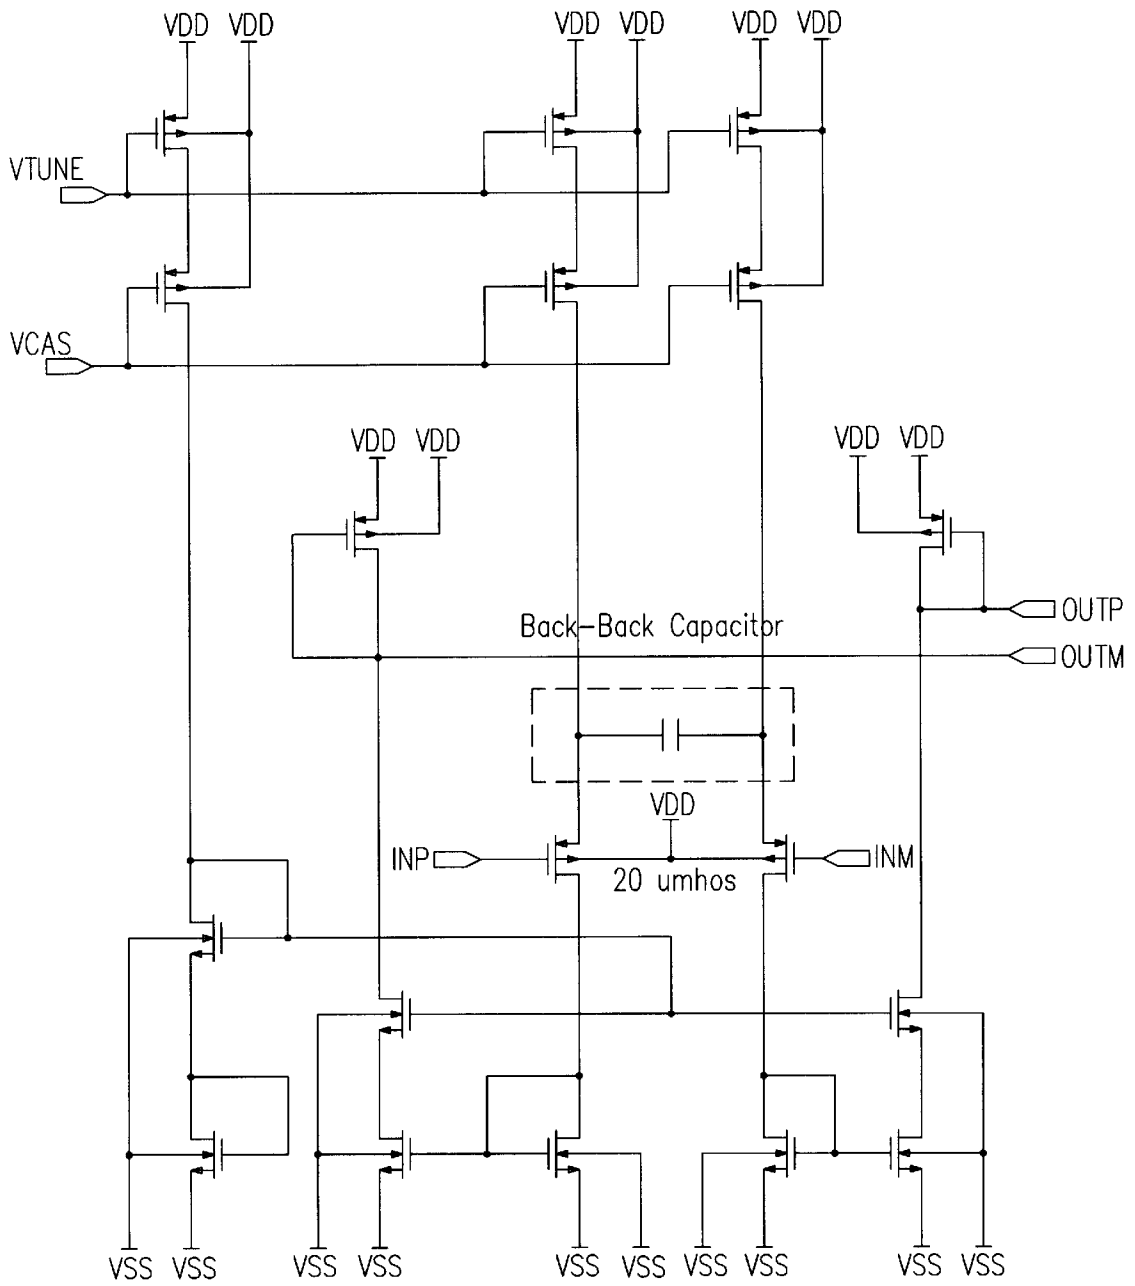 VDD VDD VDD VDD VDD VDD
VTUNE
VCAS
VDD VDD VDD VDD
OUTP
Back-Back Capacitor
OUTM
VDD
INP INM
20 umhos
VSS VSS VSS VSS VSS VSS VSS VSS VSS VSS